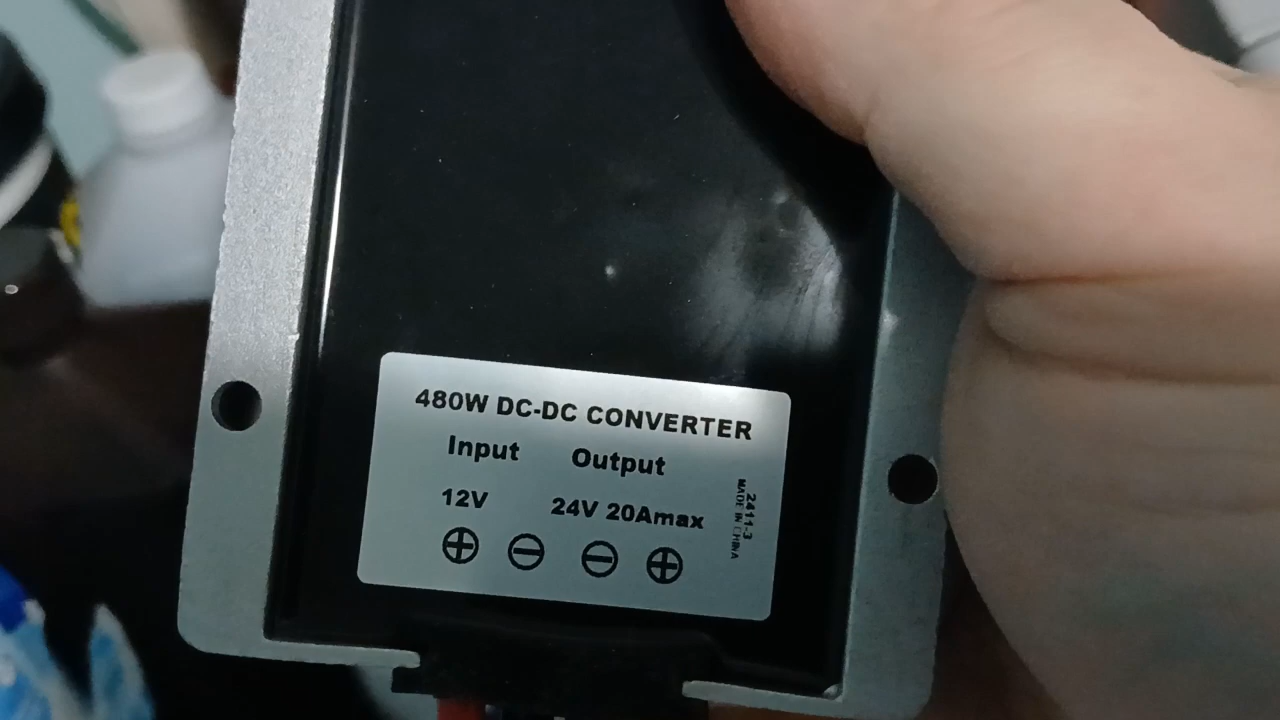 480W DC-DC CONVERTER
Input Output
12V 24V 20Amax
⊕ ⊖ ⊖ ⊕
2411-3
MADE IN CHINA